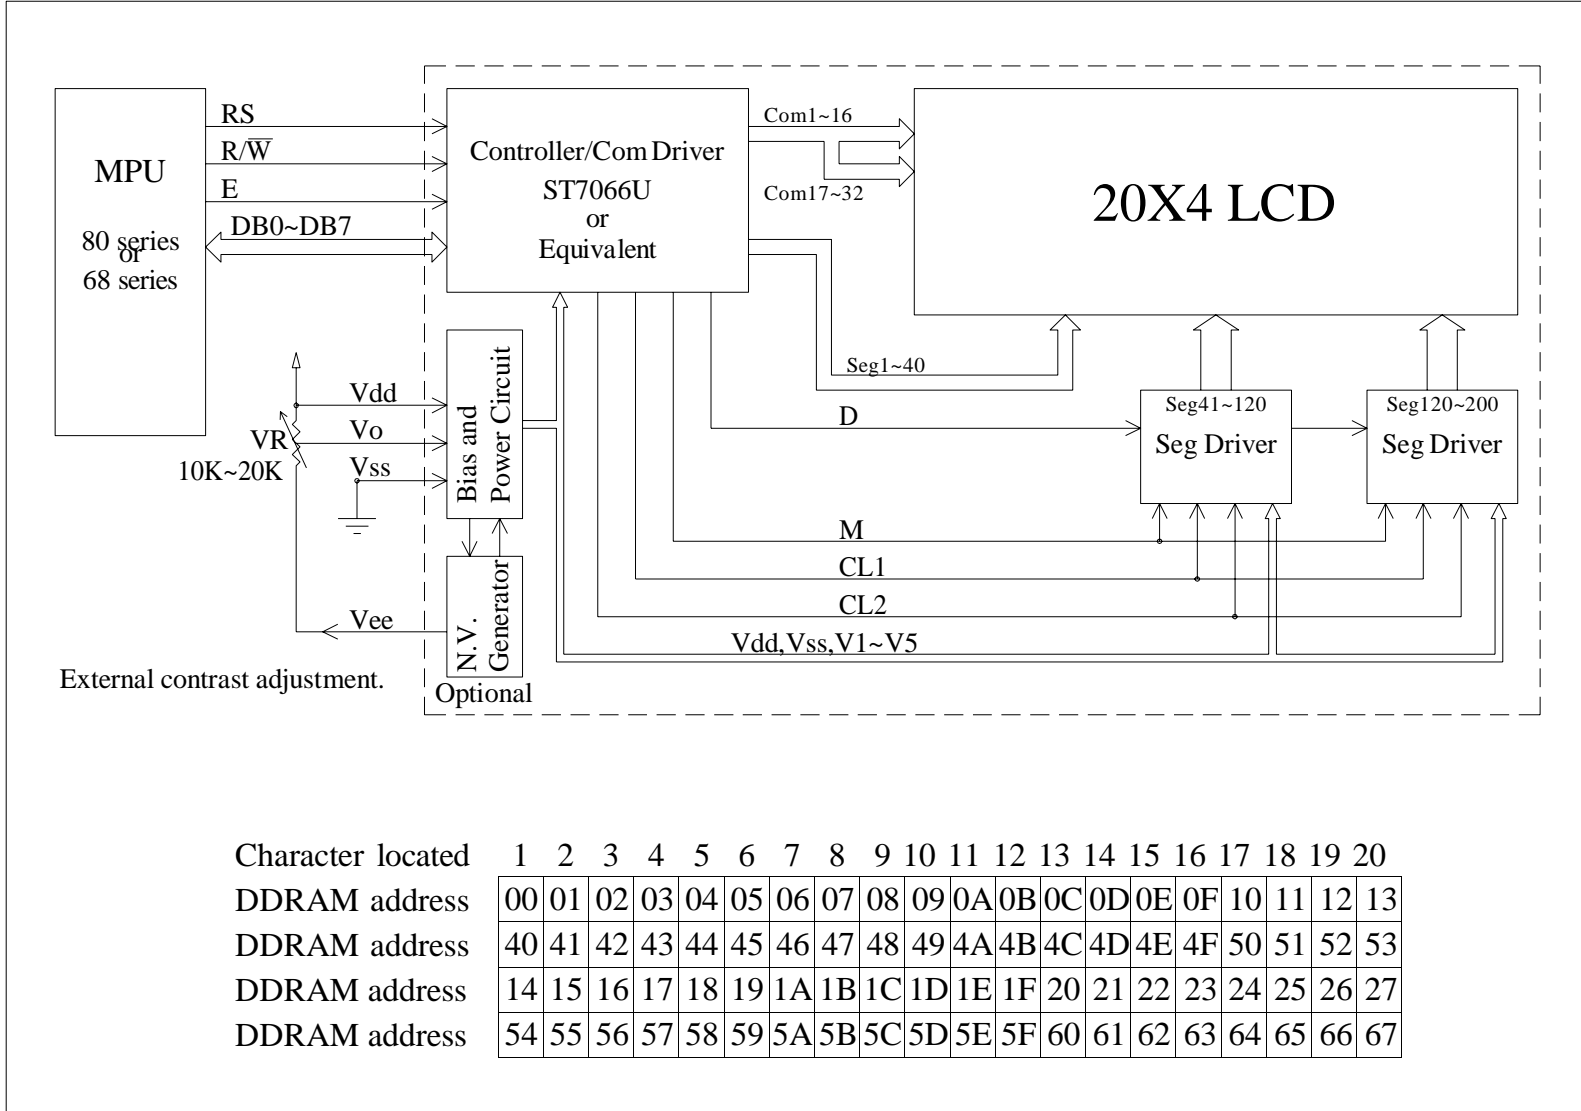 RS
R/W̅
E
DB0~DB7
MPU
80 series
or
68 series
Controller/Com Driver
ST7066U
or
Equivalent
Com1~16
Com17~32
20X4 LCD
Seg1~40
Vdd
Vo
Vss
VR
10K~20K
Bias and
Power Circuit
D
Seg41~120
Seg Driver
Seg120~200
Seg Driver
M
CL1
CL2
Vdd,Vss,V1~V5
Vee
N.V.
Generator
Optional
External contrast adjustment.
Character located 1 2 3 4 5 6 7 8 9 10 11 12 13 14 15 16 17 18 19 20
DDRAM address 00 01 02 03 04 05 06 07 08 09 0A 0B 0C 0D 0E 0F 10 11 12 13
DDRAM address 40 41 42 43 44 45 46 47 48 49 4A 4B 4C 4D 4E 4F 50 51 52 53
DDRAM address 14 15 16 17 18 19 1A 1B 1C 1D 1E 1F 20 21 22 23 24 25 26 27
DDRAM address 54 55 56 57 58 59 5A 5B 5C 5D 5E 5F 60 61 62 63 64 65 66 67